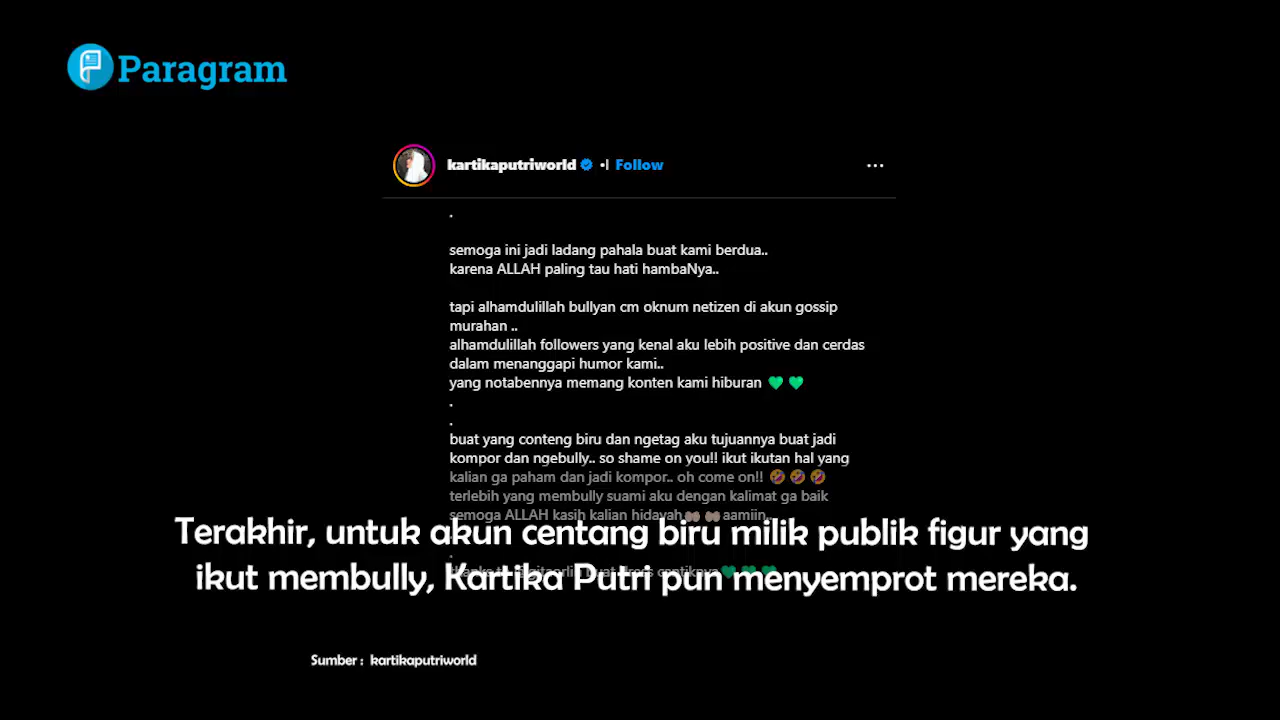 Paragram
kartikaputriworld • Follow
.
semoga ini jadi ladang pahala buat kami berdua..
karena ALLAH paling tau hati hambaNya..
tapi alhamdulillah bullyan cm oknum netizen di akun gossip
murahan ..
alhamdulillah followers yang kenal aku lebih positive dan cerdas
dalam menanggapi humor kami..
yang notabennya memang konten kami hiburan 💚 💚
.
.
buat yang conteng biru dan ngetag aku tujuannya buat jadi
kompor dan ngebully.. so shame on you!! ikut ikutan hal yang
kalian ga paham dan jadi kompor.. oh come on!! 🤣 🤣 🤣
terlebih yang membully suami aku dengan kalimat ga baik
semoga ALLAH kasih kalian hidayah🤲🏼 🤲🏼 aamiin..
Terakhir, untuk akun centang biru milik publik figur yang
ikut membully, Kartika Putri pun menyemprot mereka.
Sumber : kartikaputriworld